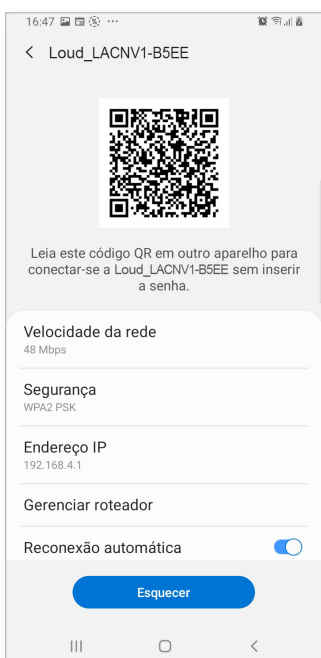 16:47
Loud_LACNV1-B5EE
Leia este código QR em outro aparelho para
conectar-se a Loud_LACNV1-B5EE sem inserir
a senha.
Velocidade da rede
48 Mbps
Segurança
WPA2 PSK
Endereço IP
192.168.4.1
Gerenciar roteador
Reconexão automática
Esquecer